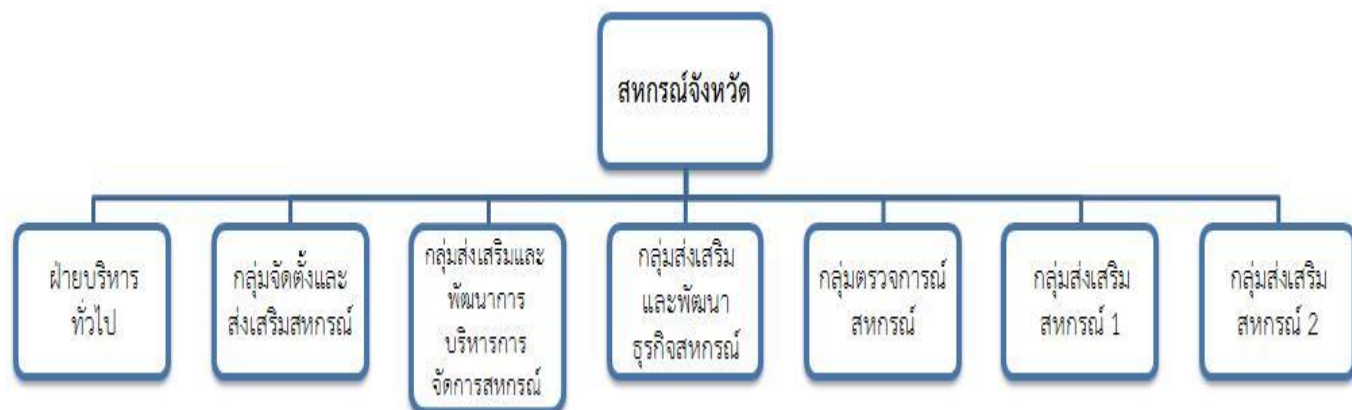 สหกรณ์จังหวัด
ฝ่ายบริหาร
ทั่วไป
กลุ่มจัดตั้งและ
ส่งเสริมสหกรณ์
กลุ่มส่งเสริมและ
พัฒนาการ
บริหารการ
จัดการสหกรณ์
กลุ่มส่งเสริม
และพัฒนา
ธุรกิจสหกรณ์
กลุ่มตรวจการณ์
สหกรณ์
กลุ่มส่งเสริม
สหกรณ์ 1
กลุ่มส่งเสริม
สหกรณ์ 2